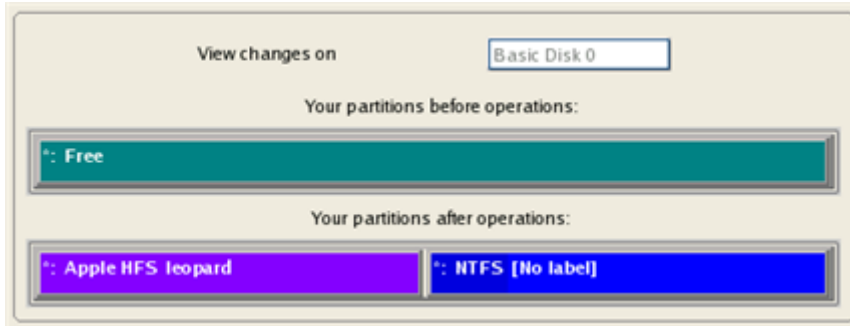 View changes on
Basic Disk 0
Your partitions before operations:
*: Free
Your partitions after operations:
*: Apple HFS leopard
*: NTFS [No label]